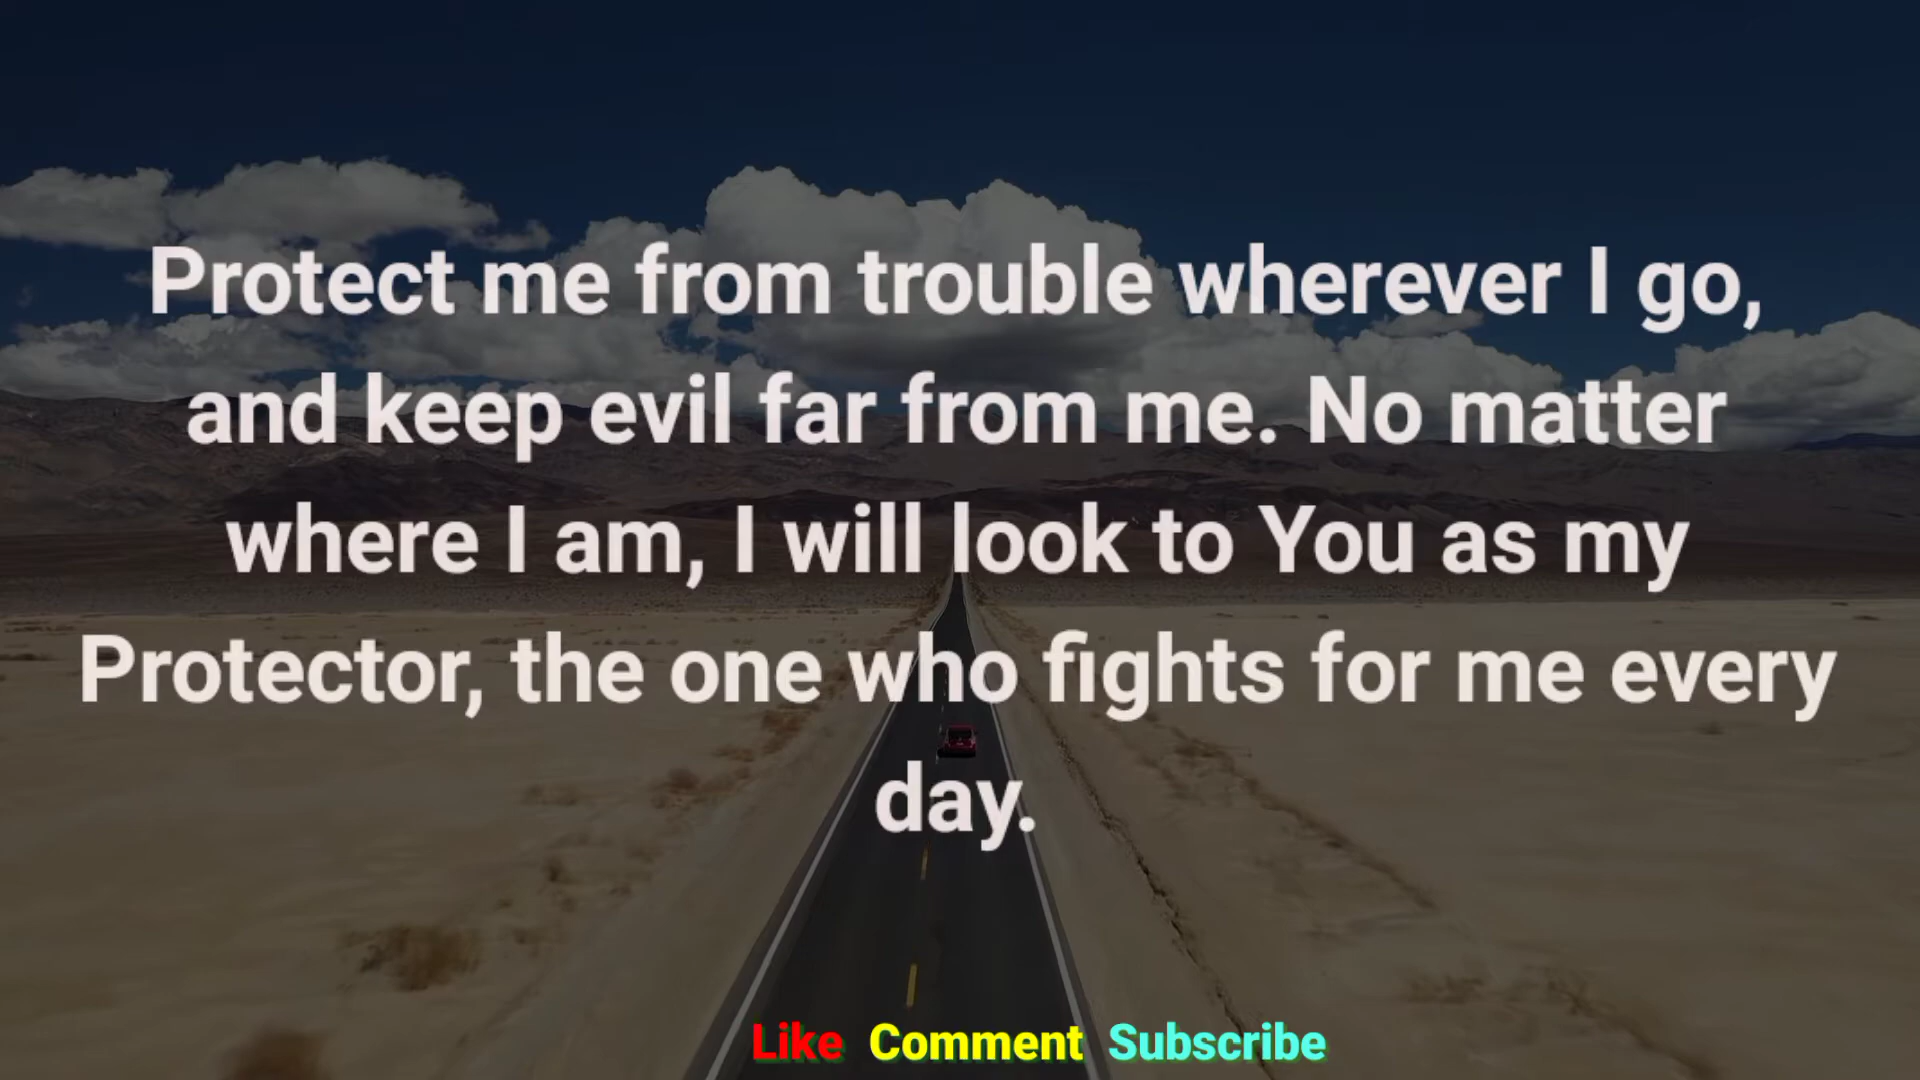 Protect me from trouble wherever I go,
and keep evil far from me. No matter
where I am, I will look to You as my
Protector, the one who fights for me every
day.
Like Comment Subscribe